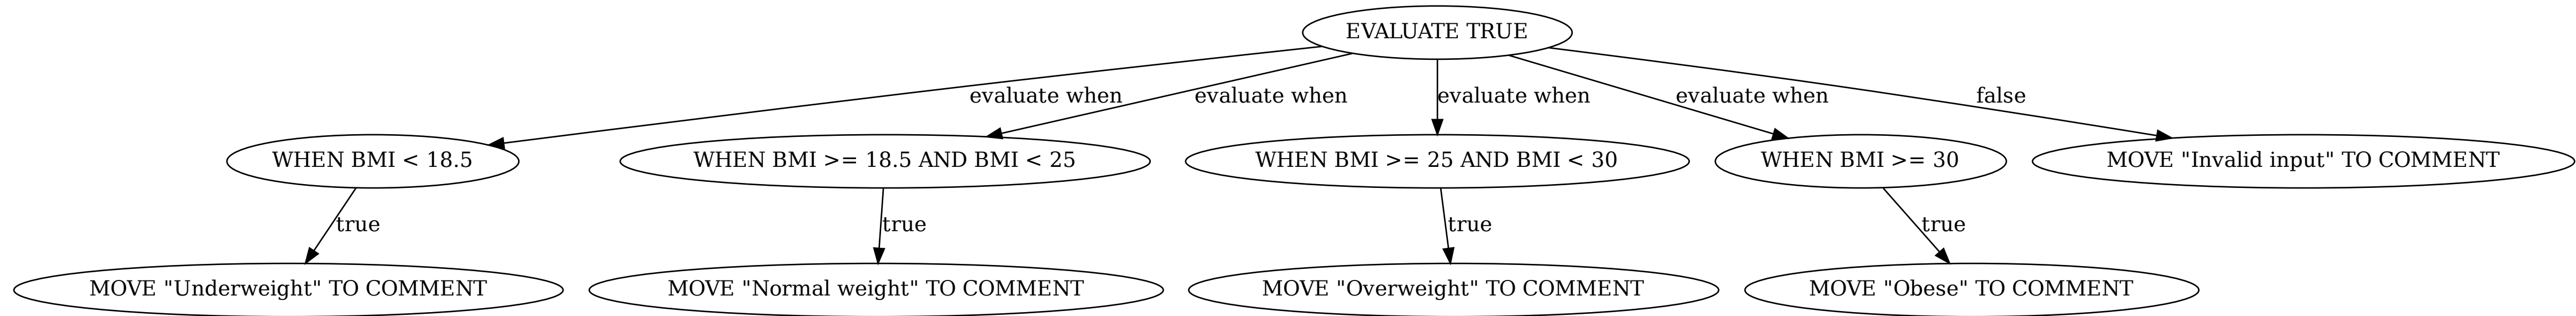 EVALUATE TRUE
evaluate when
evaluate when
evaluate when
evaluate when
false
WHEN BMI < 18.5
WHEN BMI >= 18.5 AND BMI < 25
WHEN BMI >= 25 AND BMI < 30
WHEN BMI >= 30
MOVE "Invalid input" TO COMMENT
true
true
true
true
MOVE "Underweight" TO COMMENT
MOVE "Normal weight" TO COMMENT
MOVE "Overweight" TO COMMENT
MOVE "Obese" TO COMMENT